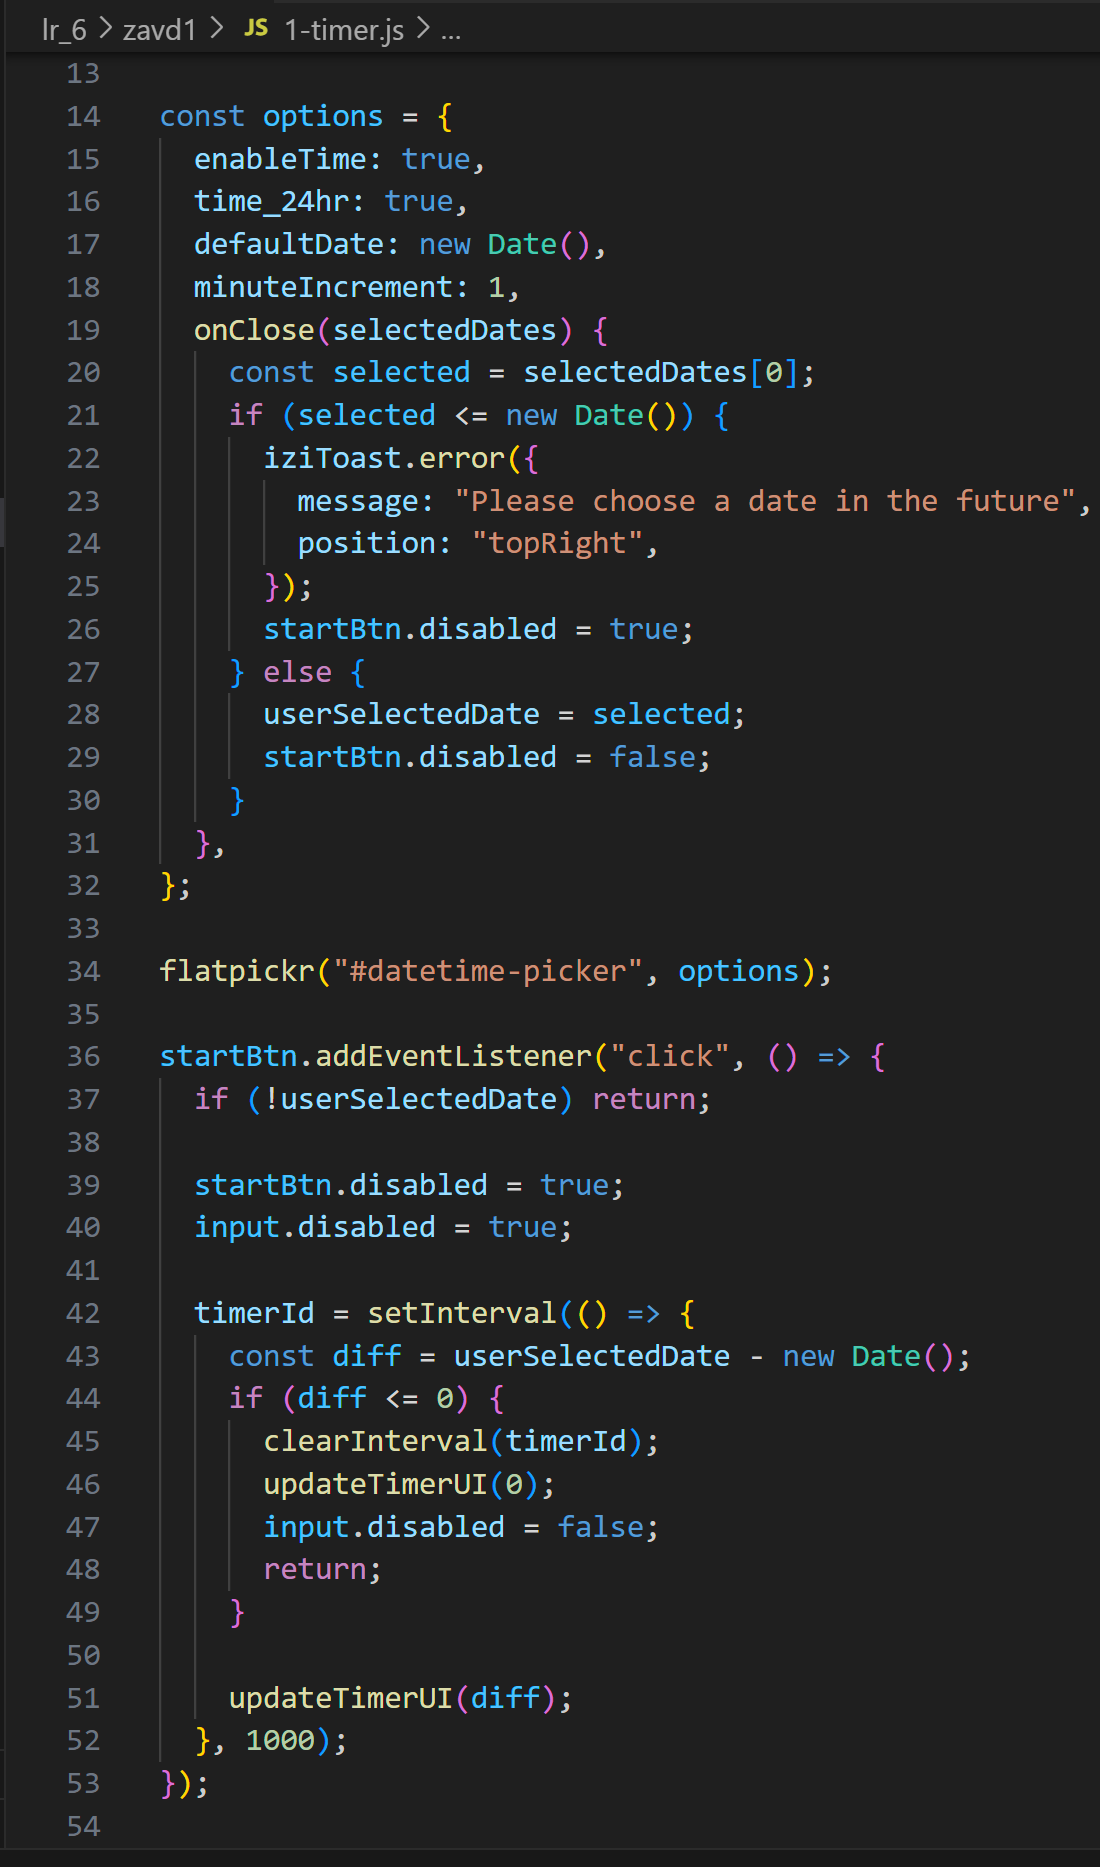 lr_6 > zavd1 > JS 1-timer.js > ...
13
14 const options = {
15 enableTime: true,
16 time_24hr: true,
17 defaultDate: new Date(),
18 minuteIncrement: 1,
19 onClose(selectedDates) {
20 const selected = selectedDates[0];
21 if (selected <= new Date()) {
22 iziToast.error({
23 message: "Please choose a date in the future",
24 position: "topRight",
25 });
26 startBtn.disabled = true;
27 } else {
28 userSelectedDate = selected;
29 startBtn.disabled = false;
30 }
31 },
32 };
33
34 flatpickr("#datetime-picker", options);
35
36 startBtn.addEventListener("click", () => {
37 if (!userSelectedDate) return;
38
39 startBtn.disabled = true;
40 input.disabled = true;
41
42 timerId = setInterval(() => {
43 const diff = userSelectedDate - new Date();
44 if (diff <= 0) {
45 clearInterval(timerId);
46 updateTimerUI(0);
47 input.disabled = false;
48 return;
49 }
50
51 updateTimerUI(diff);
52 }, 1000);
53 });
54